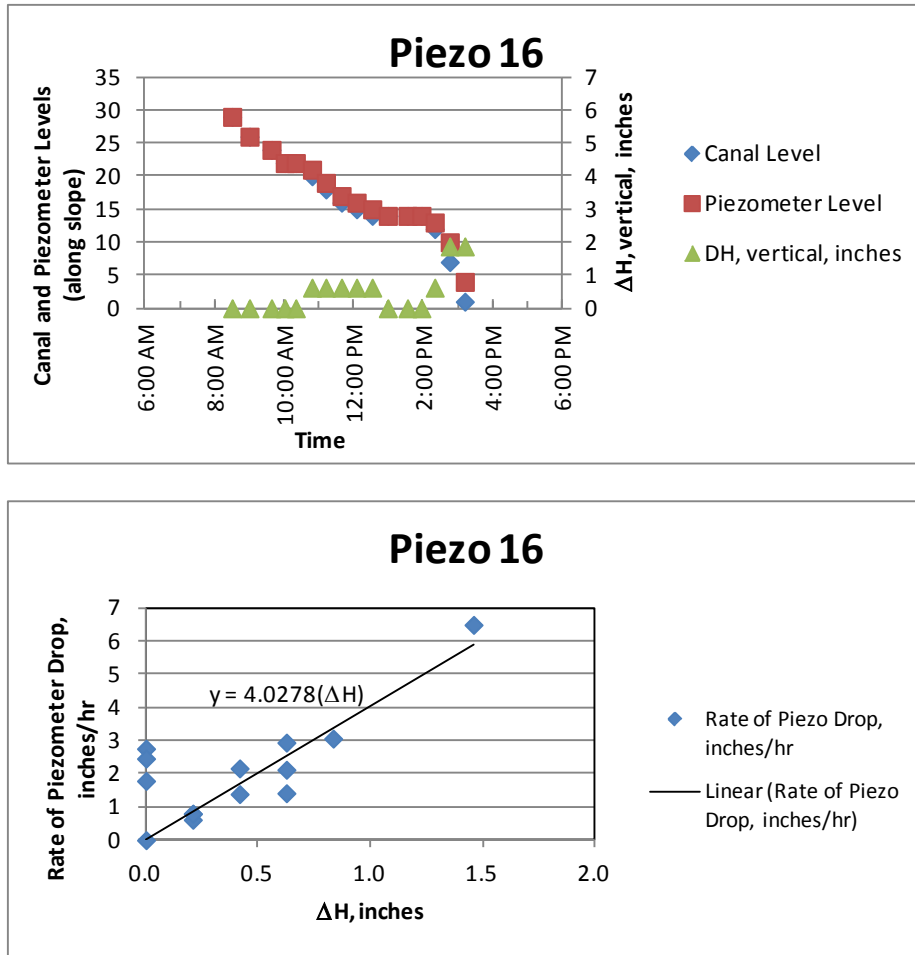 Piezo 16
Canal and Piezometer Levels
(along slope)
35
30
25
20
15
10
5
0
7
6
5
4
3
2
1
0
ΔH, vertical, inches
6:00 AM
8:00 AM
10:00 AM
12:00 PM
2:00 PM
4:00 PM
6:00 PM
Time
Canal Level
Piezometer Level
DH, vertical, inches
Piezo 16
Rate of Piezometer Drop,
inches/hr
7
6
5
4
3
2
1
0
y = 4.0278(ΔH)
0.0
0.5
1.0
1.5
2.0
ΔH, inches
Rate of Piezo Drop,
inches/hr
Linear (Rate of Piezo
Drop, inches/hr)